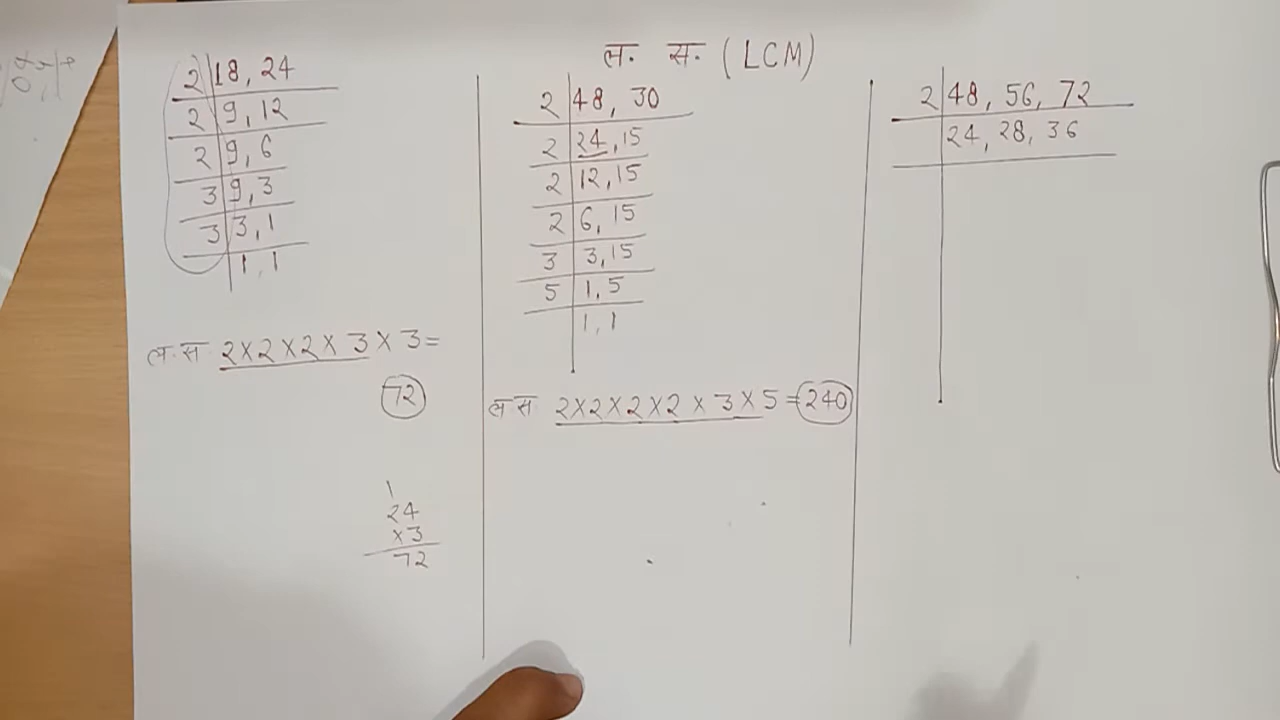 ल. स. (LCM)
2 18, 24
2 9, 12
2 9, 6
3 9, 3
3 3, 1
1, 1
ल.स. 2×2×2×3×3=
72
1
24
×3
72
2 48, 30
2 24, 15
2 12, 15
2 6, 15
3 3, 15
5 1, 5
1, 1
ल स 2×2×2×2×3×5=240
2 48, 56, 72
24, 28, 36